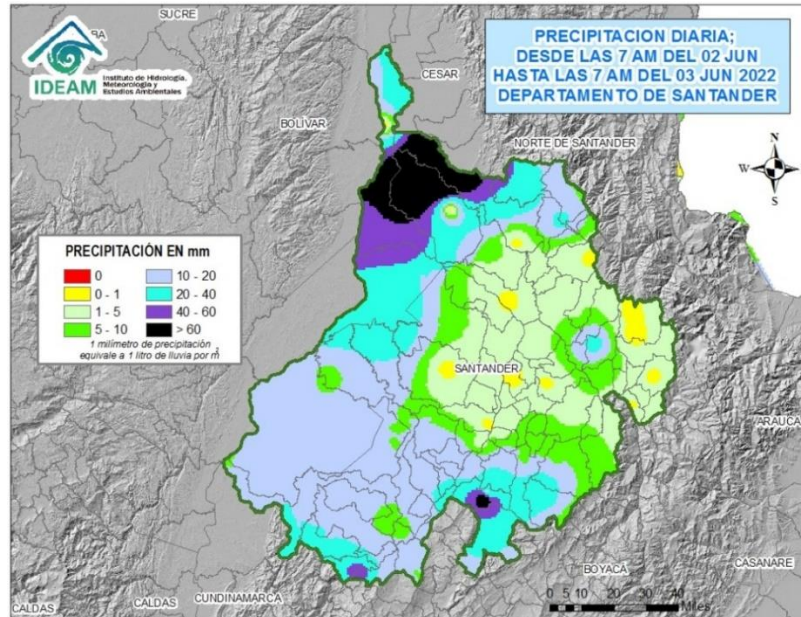 SUCRE
BA
IDEAM
Instituto de Hidrología,
Meteorología y
Estudios Ambientales
CESAR
BOLÍVAR
PRECIPITACION DIARIA;
DESDE LAS 7 AM DEL 02 JUN
HASTA LAS 7 AM DEL 03 JUN 2022
DEPARTAMENTO DE SANTANDER
NORTE DE SANTANDER
N
W E
S
PRECIPITACIÓN EN mm
0 10 - 20
0 - 1 20 - 40
1 - 5 40 - 60
5 - 10 > 60
1 milímetro de precipitación
equivale a 1 litro de lluvia por m²
SANTANDER
ARAUCA
BOYACÁ
CASANARE
CALDAS
CALDAS
CUNDINAMARCA
0 5 10 20 30 40
Miles